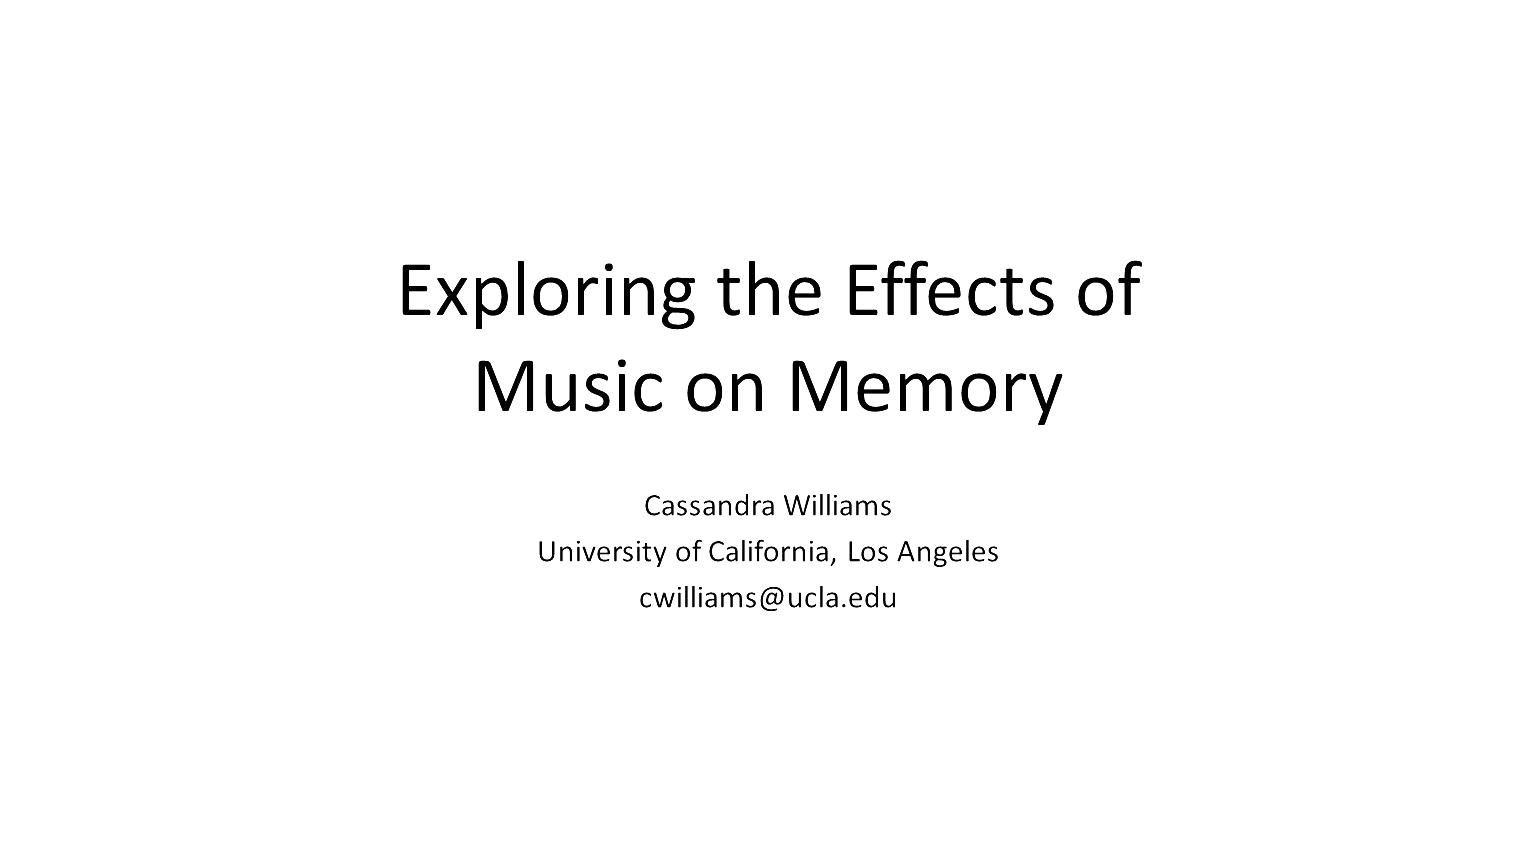 Exploring the Effects of
Music on Memory
Cassandra Williams
University of California, Los Angeles
cwilliams@ucla.edu